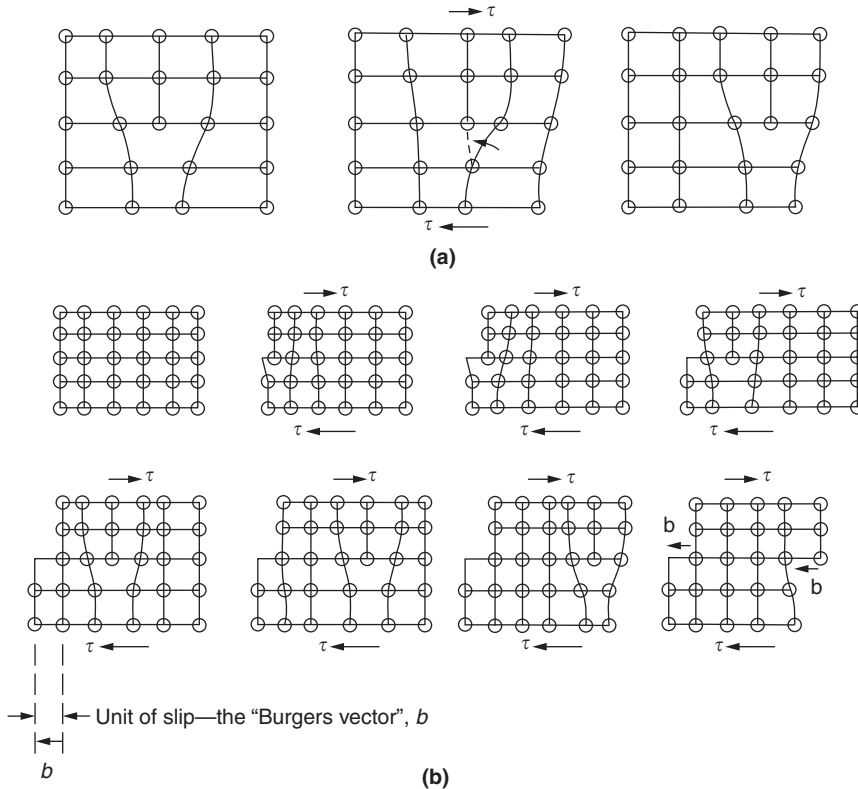 τ
τ
(a)
τ τ τ
τ τ τ
τ τ τ τ
b
b
τ τ τ τ
Unit of slip—the “Burgers vector”, b
b
(b)